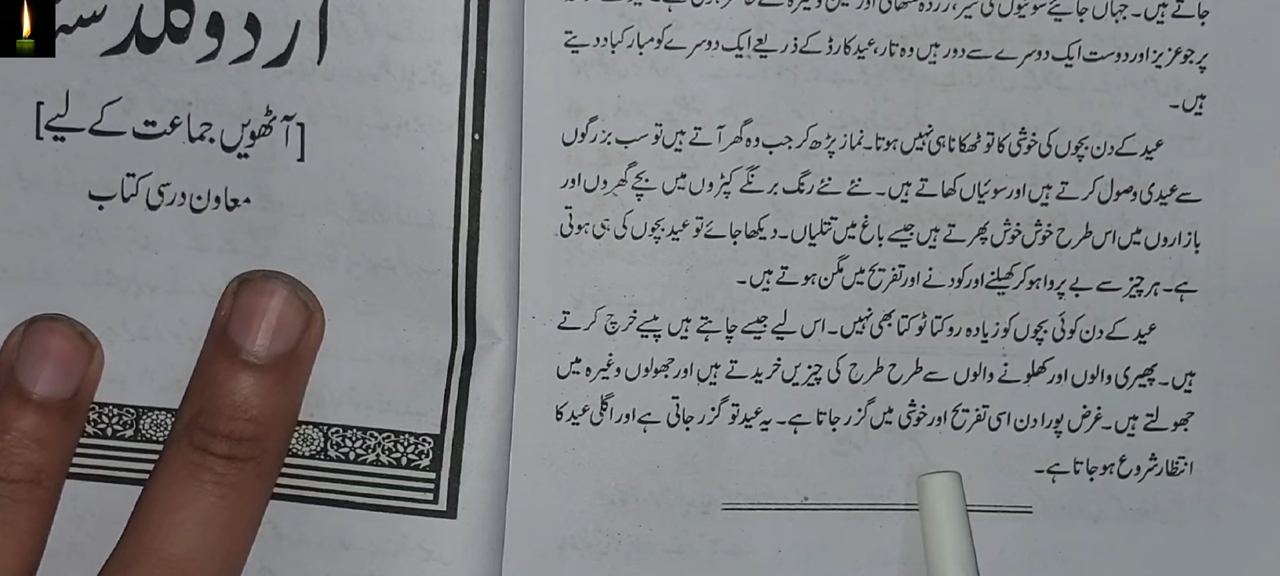 اردو گلدستہ
[آٹھویں جماعت کے لیے]
معاون درسی کتاب
جاتے ہیں۔ جہاں جایئے سوئیوں کی شیر، زردہ مٹھائی اور
پر جو عزیز اور دوست ایک دوسرے سے دور ہیں وہ تار، عید کارڈ کے ذریعے ایک دوسرے کو مبارکباد دیتے
ہیں۔
عید کے دن بچوں کی خوشی کا تو ٹھکانا ہی نہیں ہوتا۔ نماز پڑھ کر جب وہ گھر آتے ہیں تو سب بزرگوں
سے عیدی وصول کرتے ہیں اور سوئیاں کھاتے ہیں۔ نئے نئے رنگ برنگے کپڑوں میں بچے گھروں اور
بازاروں میں اس طرح خوش خوش پھرتے ہیں جیسے باغ میں تتلیاں۔ دیکھا جائے تو عید بچوں کی ہی ہوتی
ہے۔ ہر چیز سے بے پروا ہو کر کھیلنے اور کودنے اور تفریح میں مگن ہوتے ہیں۔
عید کے دن کوئی بچوں کو زیادہ روکتا ٹوکتا بھی نہیں۔ اس لیے جیسے چاہتے ہیں پیسے خرچ کرتے
ہیں۔ پھیری والوں اور کھلونے والوں سے طرح طرح کی چیزیں خریدتے ہیں اور جھولوں وغیرہ میں
جھولتے ہیں۔ غرض پورا دن اسی تفریح اور خوشی میں گزر جاتا ہے۔ یہ عید تو گزر جاتی ہے اور اگلی عید کا
انتظار شروع ہو جاتا ہے۔